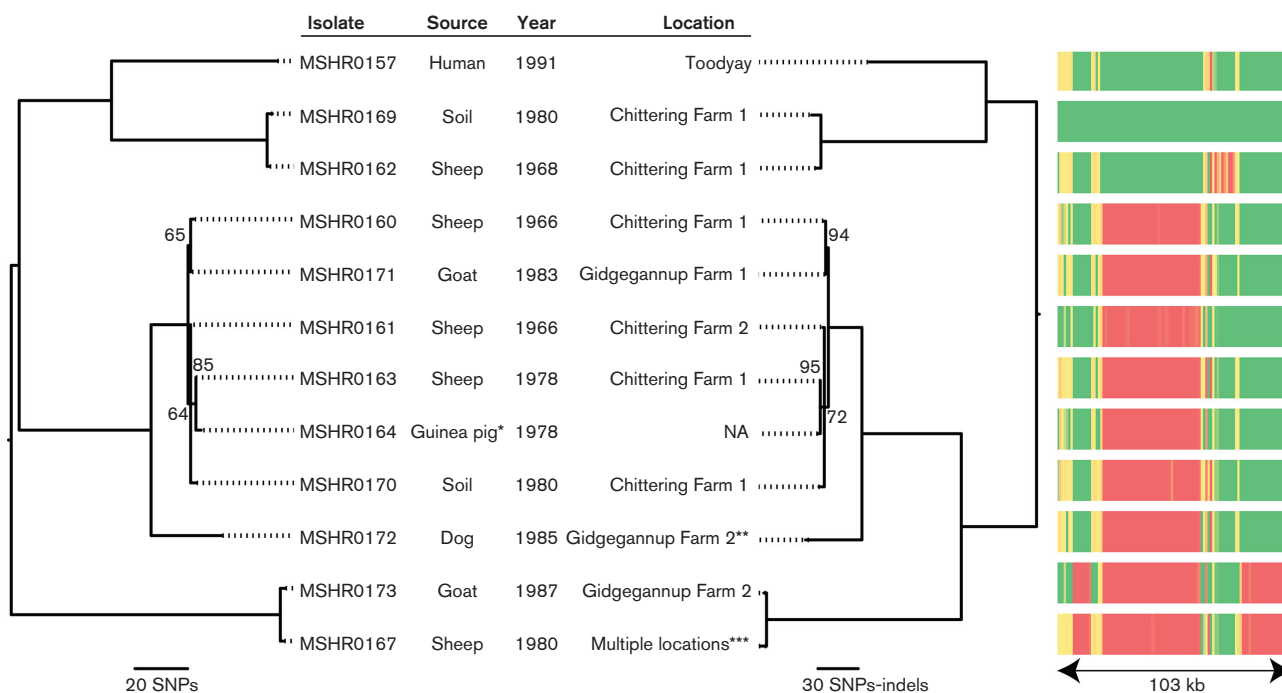 Isolate Source Year Location
MSHR0157 Human 1991 Toodyay
MSHR0169 Soil 1980 Chittering Farm 1
MSHR0162 Sheep 1968 Chittering Farm 1
MSHR0160 Sheep 1966 Chittering Farm 1
65 94
MSHR0171 Goat 1983 Gidgegannup Farm 1
MSHR0161 Sheep 1966 Chittering Farm 2
85 95
MSHR0163 Sheep 1978 Chittering Farm 1
64 72
MSHR0164 Guinea pig* 1978 NA
MSHR0170 Soil 1980 Chittering Farm 1
MSHR0172 Dog 1985 Gidgegannup Farm 2**
MSHR0173 Goat 1987 Gidgegannup Farm 2
MSHR0167 Sheep 1980 Multiple locations***
20 SNPs 30 SNPs-indels 103 kb